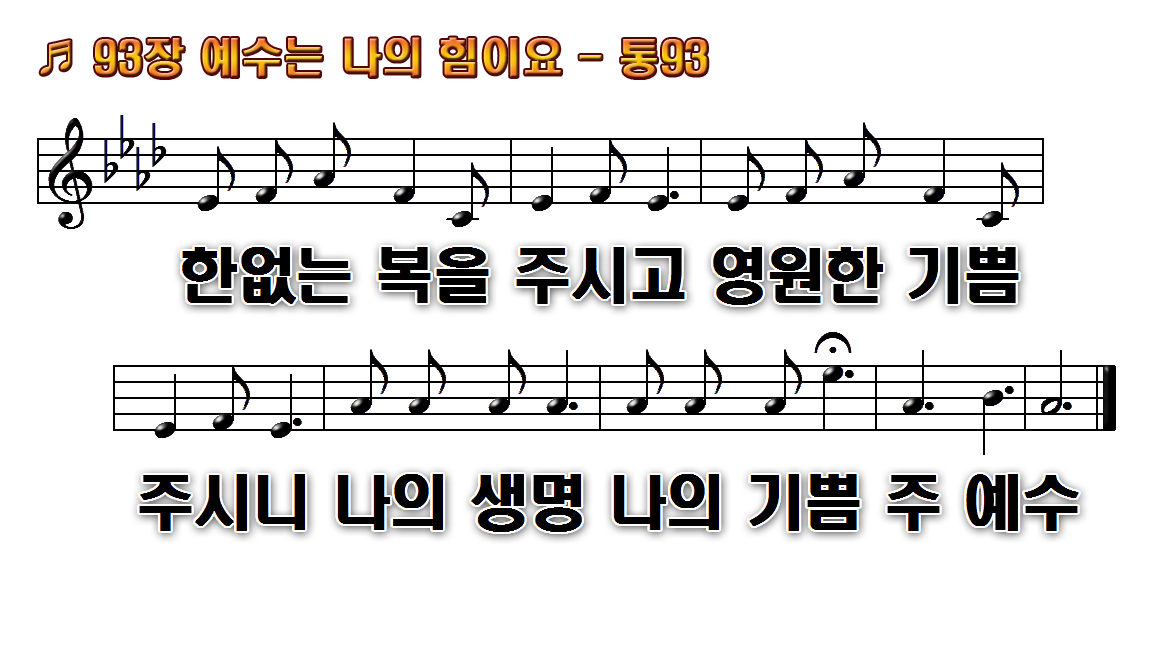 ♬ 93장 예수는 나의 힘이요 - 통93
한없는 복을 주시고 영원한 기쁨
주시니 나의 생명 나의 기쁨 주 예수